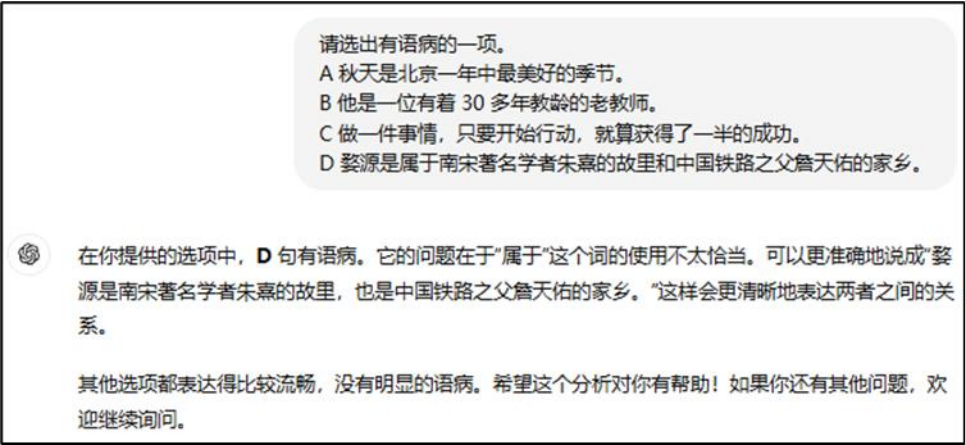 请选出有语病的一项。
A 秋天是北京一年中最美好的季节。
B 他是一位有着 30 多年教龄的老教师。
C 做一件事情，只要开始行动，就算获得了一半的成功。
D 婺源是属于南宋著名学者朱熹的故里和中国铁路之父詹天佑的家乡。
在你提供的选项中，D 句有语病。它的问题在于“属于”这个词的使用不太恰当。可以更准确地说成“婺
源是南宋著名学者朱熹的故里，也是中国铁路之父詹天佑的家乡。”这样会更清晰地表达两者之间的关
系。
其他选项都表达得比较流畅，没有明显的语病。希望这个分析对你有帮助！如果你还有其他问题，欢
迎继续询问。